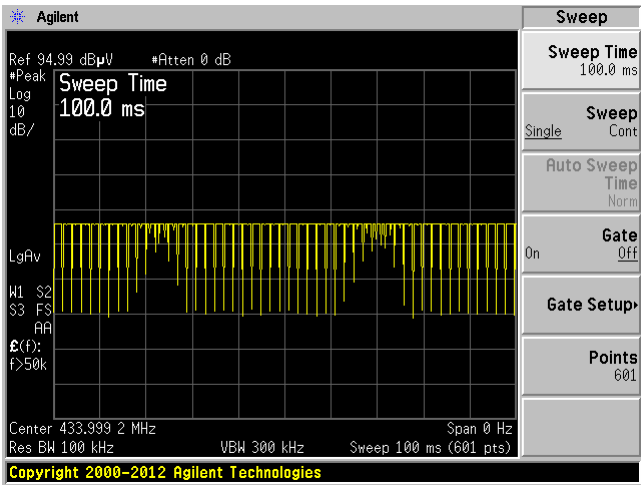 Agilent
Sweep
Ref 94.99 dBµV #Atten 0 dB
#Peak
Log
10
dB/
Sweep Time
100.0 ms
LgAv
W1 S2
S3 FS
AA
£(f):
f>50k
Center 433.999 2 MHz Span 0 Hz
Res BW 100 kHz VBW 300 kHz Sweep 100 ms (601 pts)
Copyright 2000-2012 Agilent Technologies
Sweep Time
100.0 ms
Sweep
Single Cont
Auto Sweep
Time
Norm
Gate
On Off
Gate Setup▸
Points
601